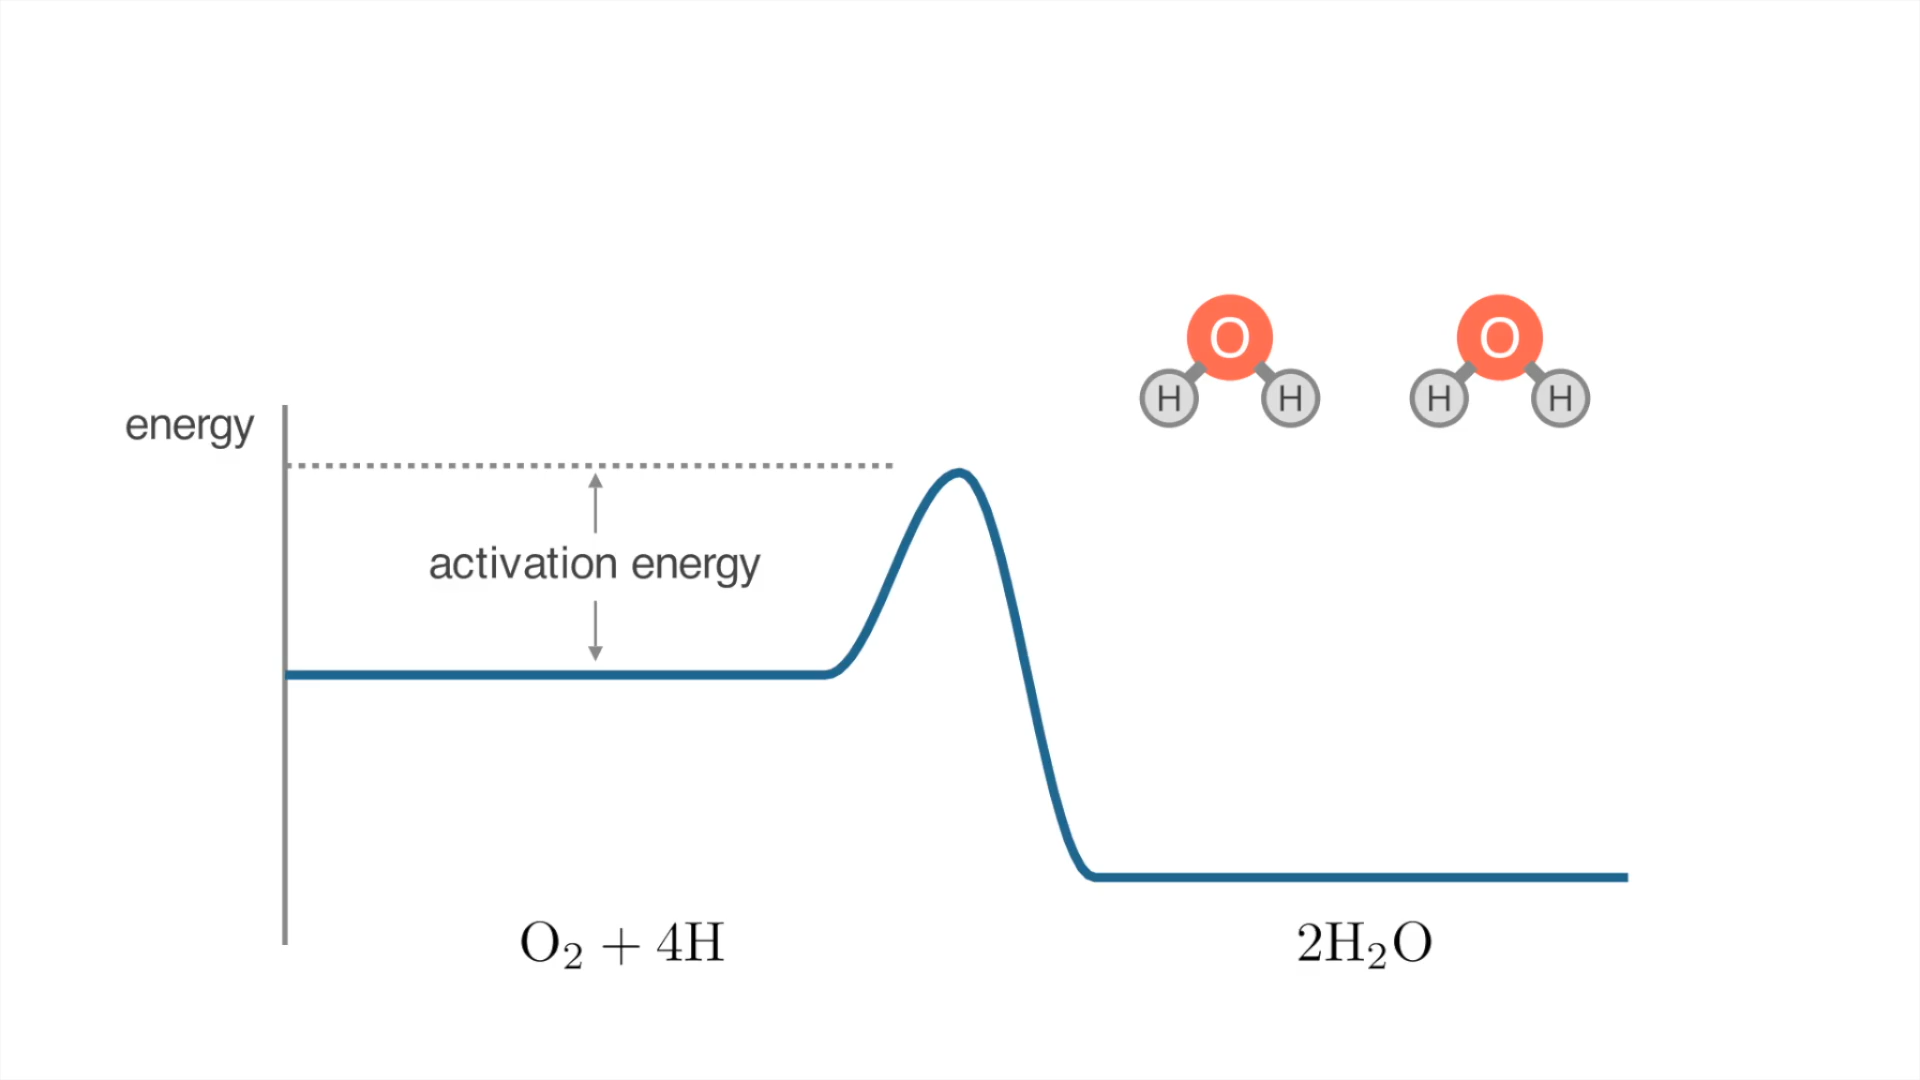 O O
H H H H
energy
activation energy
O₂ + 4H 2H₂O